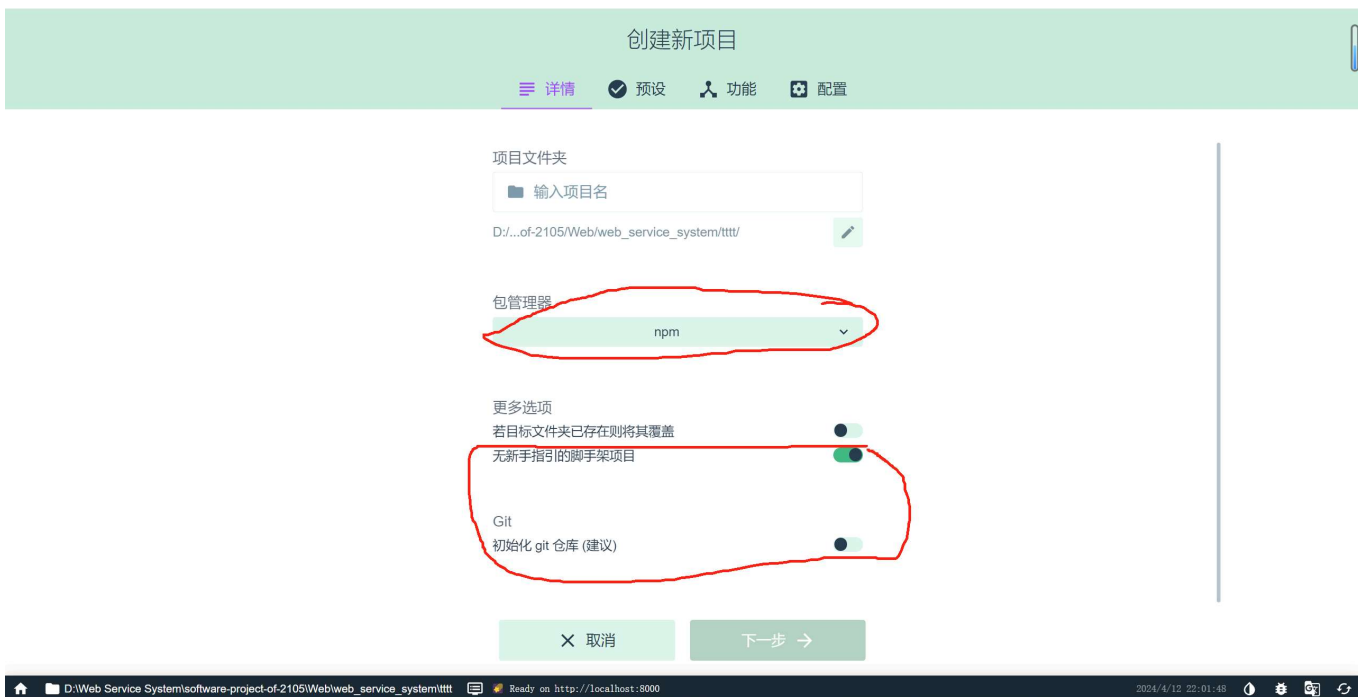 创建新项目
详情 预设 功能 配置
项目文件夹
输入项目名
D:/...of-2105/Web/web_service_system/tttt/
包管理器
npm
更多选项
若目标文件夹已存在则将其覆盖
无新手指引的脚手架项目
Git
初始化 git 仓库 (建议)
取消 下一步
D:\Web Service System\software-project-of-2105\Web\web_service_system\tttt Ready on http://localhost:8000 2024/4/12 22:01:48